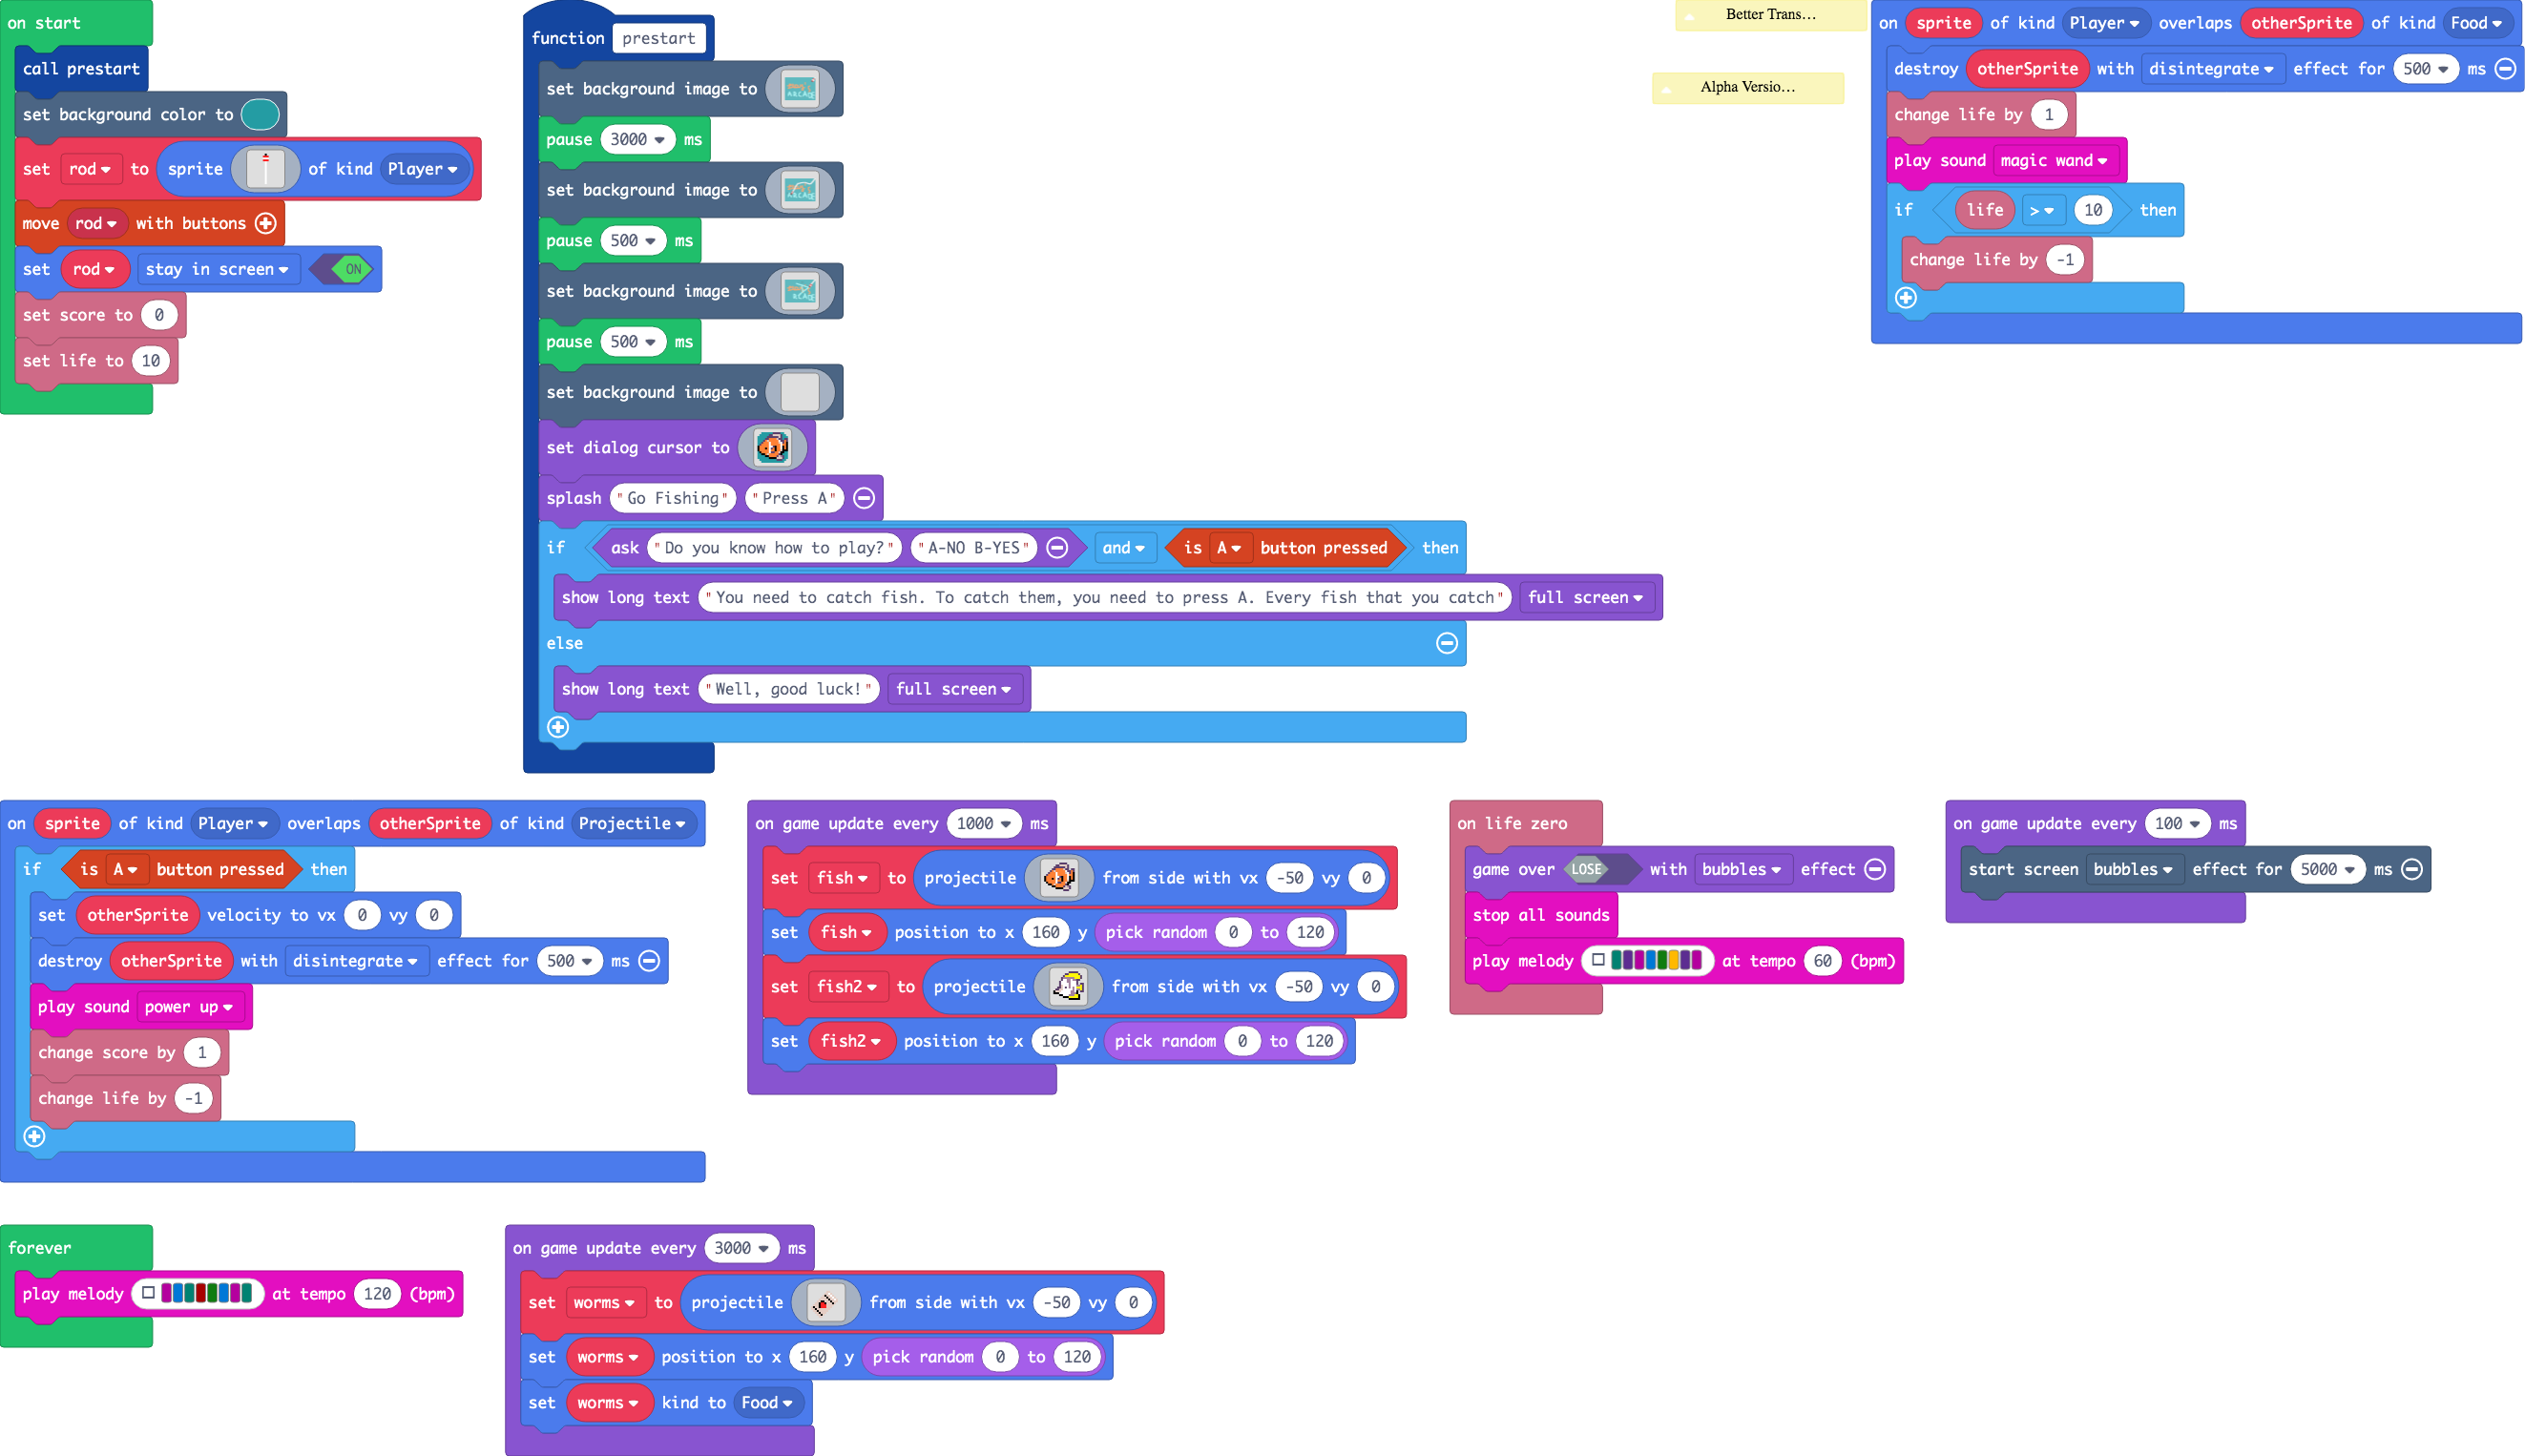 on start
call prestart
set background color to
set rod to sprite of kind Player
move rod with buttons
set rod stay in screen ON
set score to 0
set life to 10
function prestart
set background image to
pause 3000 ms
set background image to
pause 500 ms
set background image to
pause 500 ms
set background image to
set dialog cursor to
splash "Go Fishing" "Press A"
if ask "Do you know how to play?" "A-NO B-YES" and is A button pressed then
show long text "You need to catch fish. To catch them, you need to press A. Every fish that you catch" full screen
else
show long text "Well, good luck!" full screen
Better Trans...
Alpha Versio...
on sprite of kind Player overlaps otherSprite of kind Food
destroy otherSprite with disintegrate effect for 500 ms
change life by 1
play sound magic wand
if life > 10 then
change life by -1
on sprite of kind Player overlaps otherSprite of kind Projectile
if is A button pressed then
set otherSprite velocity to vx 0 vy 0
destroy otherSprite with disintegrate effect for 500 ms
play sound power up
change score by 1
change life by -1
on game update every 1000 ms
set fish to projectile from side with vx -50 vy 0
set fish position to x 160 y pick random 0 to 120
set fish2 to projectile from side with vx -50 vy 0
set fish2 position to x 160 y pick random 0 to 120
on life zero
game over LOSE with bubbles effect
stop all sounds
play melody at tempo 60 (bpm)
on game update every 100 ms
start screen bubbles effect for 5000 ms
forever
play melody at tempo 120 (bpm)
on game update every 3000 ms
set worms to projectile from side with vx -50 vy 0
set worms position to x 160 y pick random 0 to 120
set worms kind to Food